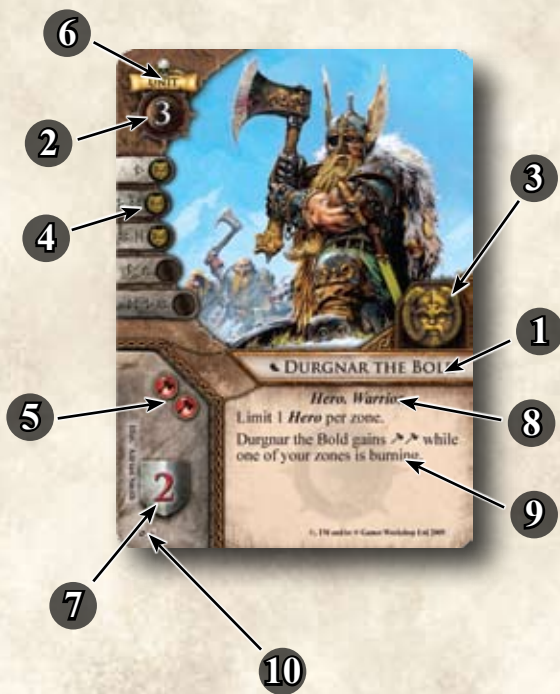 6
UNIT
3
2
3
4
1
DURGNAR THE BOL
Hero. Warrio
8
5
Limit 1 Hero per zone.
Durgnar the Bold gains while
one of your zones is burning.
2
9
7
10